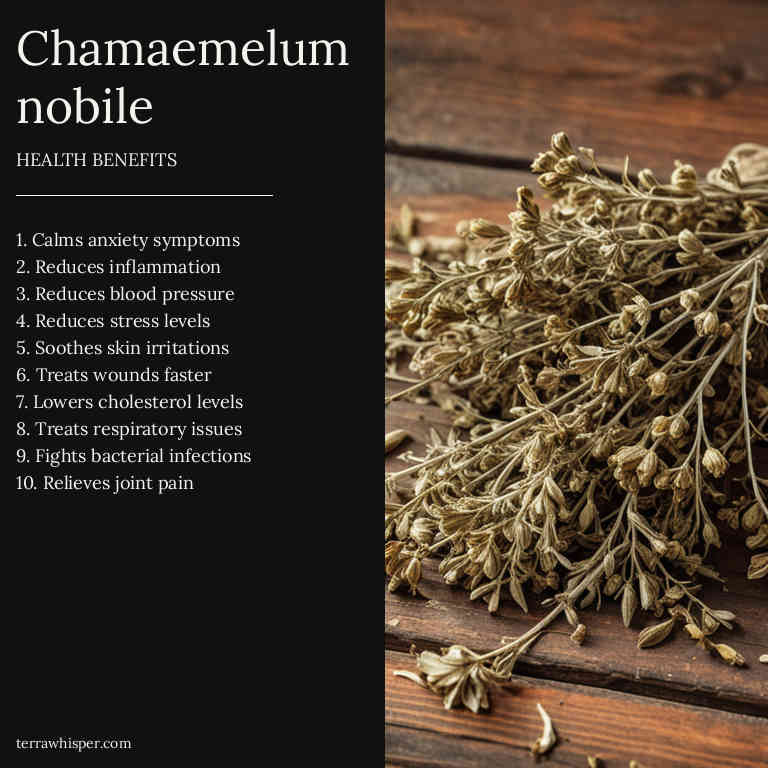 Chamaemelum
nobile
HEALTH BENEFITS
1. Calms anxiety symptoms
2. Reduces inflammation
3. Reduces blood pressure
4. Reduces stress levels
5. Soothes skin irritations
6. Treats wounds faster
7. Lowers cholesterol levels
8. Treats respiratory issues
9. Fights bacterial infections
10. Relieves joint pain
terrawhisper.com